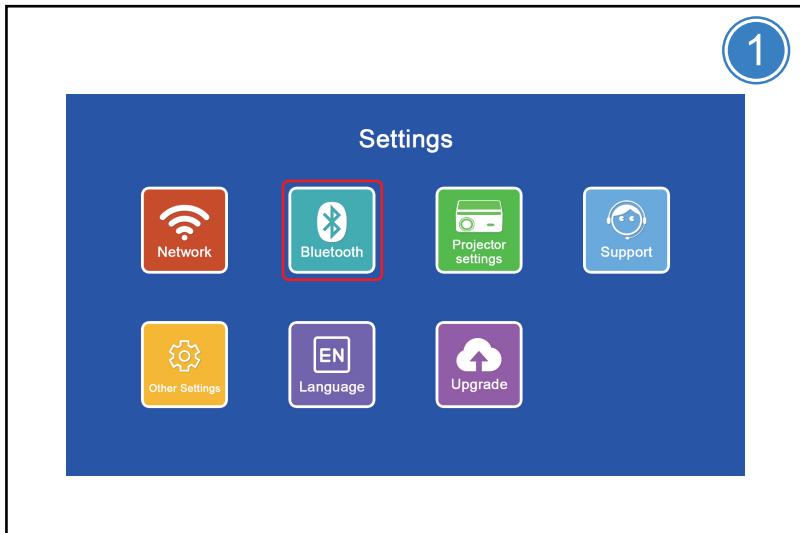 1
Settings
Network
Bluetooth
Projector
settings
Support
Other Settings
EN
Language
Upgrade